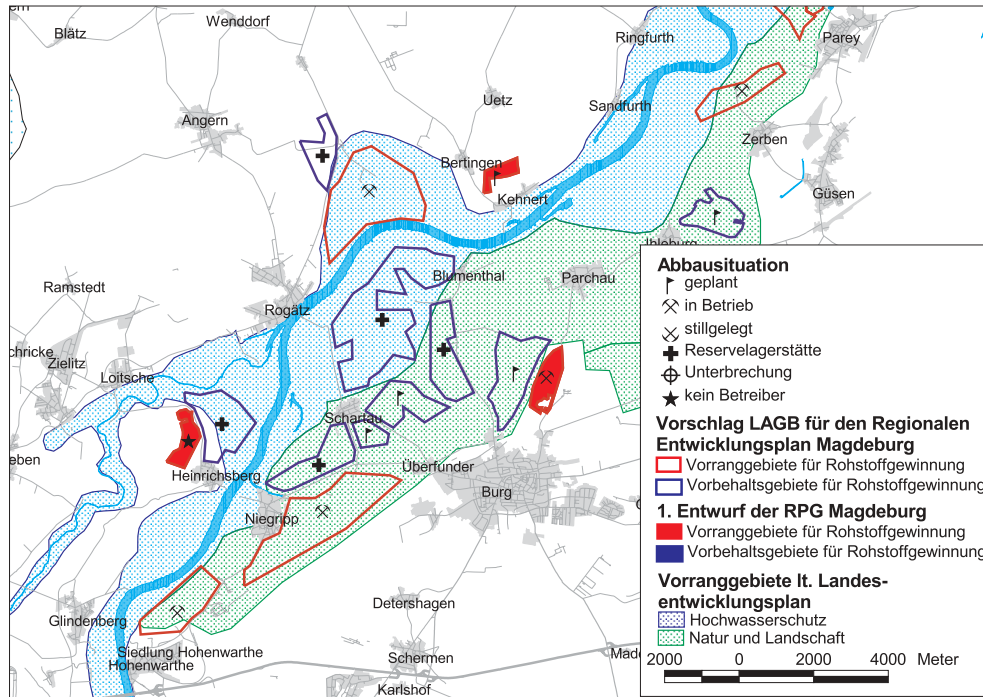 ern
Blätz
Wenddorf
Ringfurth
Parey
Uetz
Sandfurth
Angern
Zerben
Bertingen
Güsen
Kehnert
Ihleburg
Blumenthal
Parchau
Ramstedt
Rogätz
chricke
Zielitz
Loitsche
Schartau
eben
Heinrichsberg
Überfunder
Burg
Niegripp
Detershagen
Glindenberg
Siedlung Hohenwarthe
Hohenwarthe
Schermen
Karlshof
Made
Abbausituation
geplant
in Betrieb
stillgelegt
Reservelagerstätte
Unterbrechung
kein Betreiber
Vorschlag LAGB für den Regionalen
Entwicklungsplan Magdeburg
Vorranggebiete für Rohstoffgewinnung
Vorbehaltsgebiete für Rohstoffgewinnung
1. Entwurf der RPG Magdeburg
Vorranggebiete für Rohstoffgewinnung
Vorbehaltsgebiete für Rohstoffgewinnung
Vorranggebiete lt. Landes-
entwicklungsplan
Hochwasserschutz
Natur und Landschaft
2000 0 2000 4000 Meter